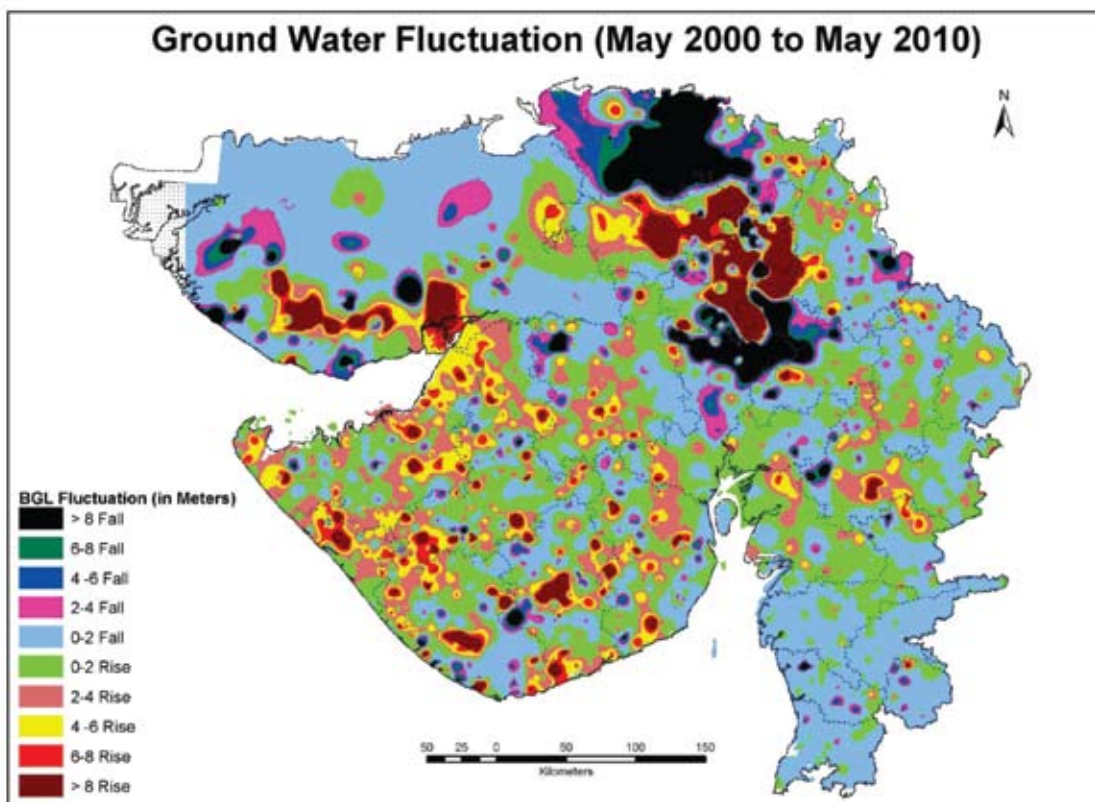 Ground Water Fluctuation (May 2000 to May 2010)
N
BGL Fluctuation (in Meters)
> 8 Fall
6-8 Fall
4 -6 Fall
2-4 Fall
0-2 Fall
0-2 Rise
2-4 Rise
4 -6 Rise
6-8 Rise
> 8 Rise
50 25 0 50 100 150
Kilometers